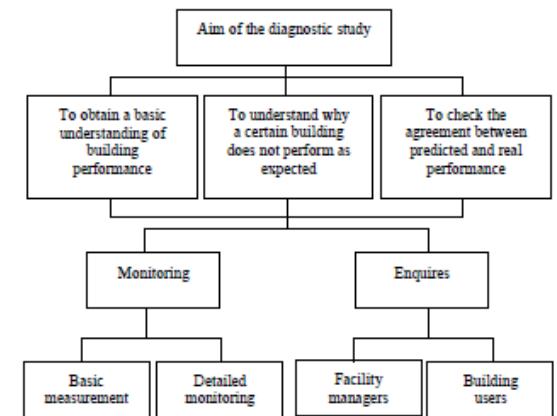 Aim of the diagnostic study
To obtain a basic
understanding of
building
performance
To understand why
a certain building
does not perform as
expected
To check the
agreement between
predicted and real
performance
Monitoring
Enquires
Basic
measurement
Detailed
monitoring
Facility
managers
Building
users